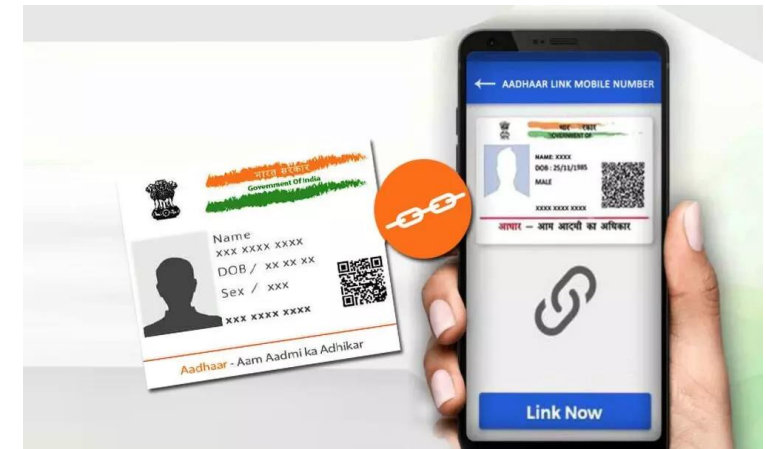 भारत सरकार
Government Of India
Name
xxx xxxx xxxx
DOB / xx xx xx
Sex / xxx
xxx xxxx xxxx
Aadhaar - Aam Aadmi ka Adhikar
AADHAAR LINK MOBILE NUMBER
GOVERNMENT OF
NAME: XXXX
DOB : 25/11/1985
MALE
XXXX XXXX XXXX
आधार – आम आदमी का अधिकार
Link Now